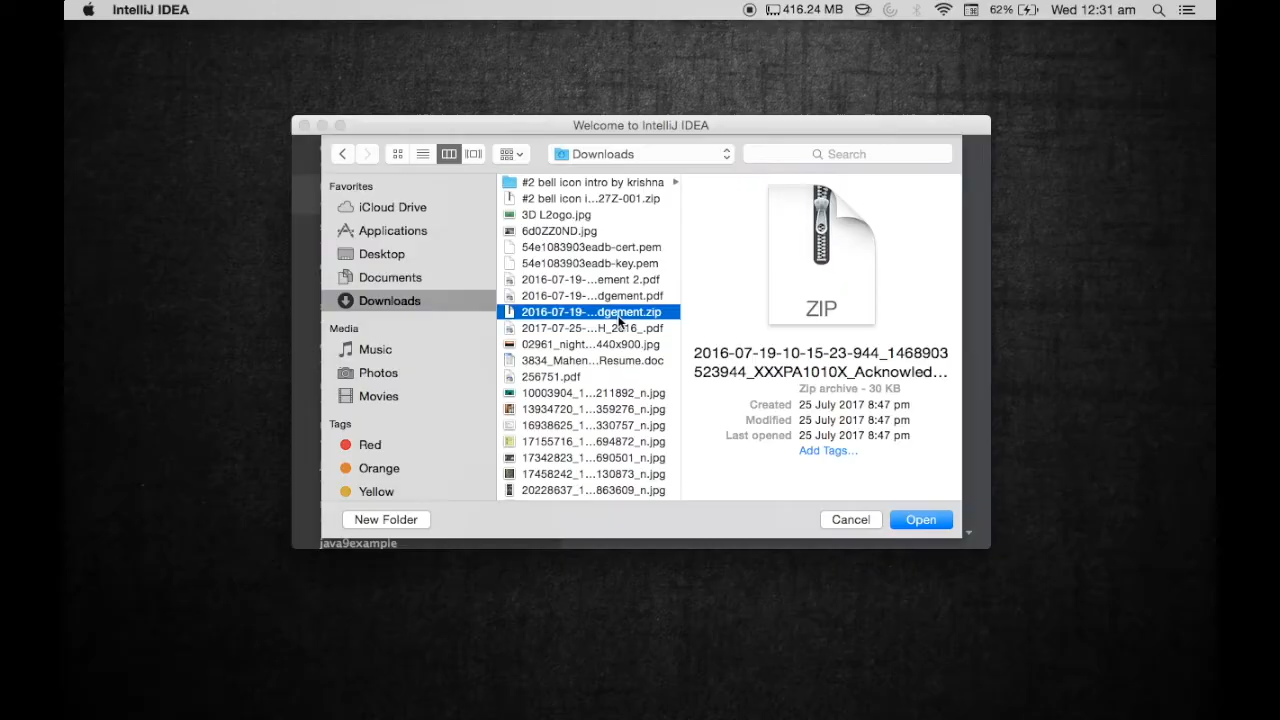 IntelliJ IDEA
416.24 MB
62%
Wed 12:31 am
Welcome to IntelliJ IDEA
Downloads
Search
Favorites
iCloud Drive
Applications
Desktop
Documents
Downloads
Media
Music
Photos
Movies
Tags
Red
Orange
Yellow
#2 bell icon intro by krishna
#2 bell icon i...27Z-001.zip
3D L2ogo.jpg
6d0ZZ0ND.jpg
54e1083903eadb-cert.pem
54e1083903eadb-key.pem
2016-07-19-...ement 2.pdf
2016-07-19-...dgement.pdf
2016-07-19-...dgement.zip
2017-07-25-...H_2016_.pdf
02961_night...440x900.jpg
3834_Mahen...Resume.doc
256751.pdf
10003904_1...211892_n.jpg
13934720_1...359276_n.jpg
16938625_1...330757_n.jpg
17155716_1...694872_n.jpg
17342823_1...690501_n.jpg
17458242_1...130873_n.jpg
20228637_1...863609_n.jpg
ZIP
2016-07-19-10-15-23-944_1468903
523944_XXXPA1010X_Acknowled...
Zip archive - 30 KB
Created 25 July 2017 8:47 pm
Modified 25 July 2017 8:47 pm
Last opened 25 July 2017 8:47 pm
Add Tags...
New Folder
Cancel
Open
java9example